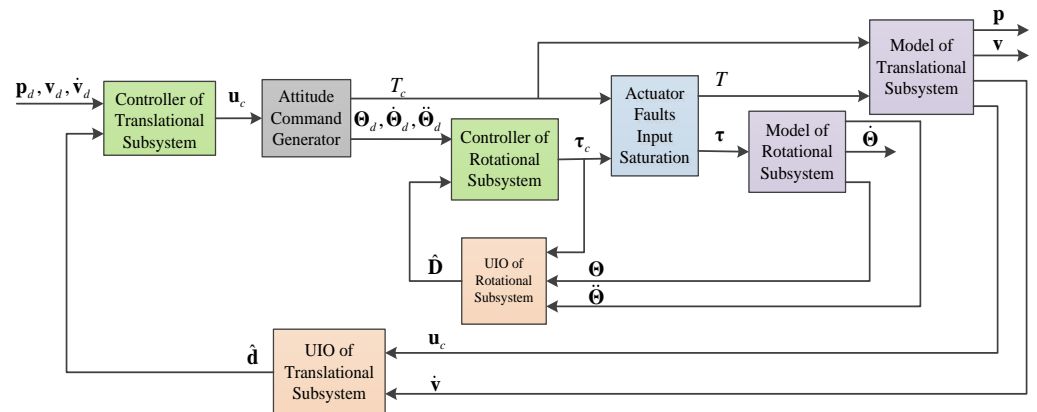 𝐩
𝐯
Model of
Translational
Subsystem
𝐩_d, 𝐯_d, 𝐯̇_d
Controller of
Translational
Subsystem
𝐮_c
Attitude
Command
Generator
T_c
𝚯_d, 𝚯̇_d, 𝚯̈_d
Controller of
Rotational
Subsystem
𝛕_c
Actuator
Faults
Input
Saturation
T
𝛕
Model of
Rotational
Subsystem
𝚯̇
𝐃̂
UIO of
Rotational
Subsystem
𝚯
𝚯̈
𝐝̂
UIO of
Translational
Subsystem
𝐮_c
𝐯̇